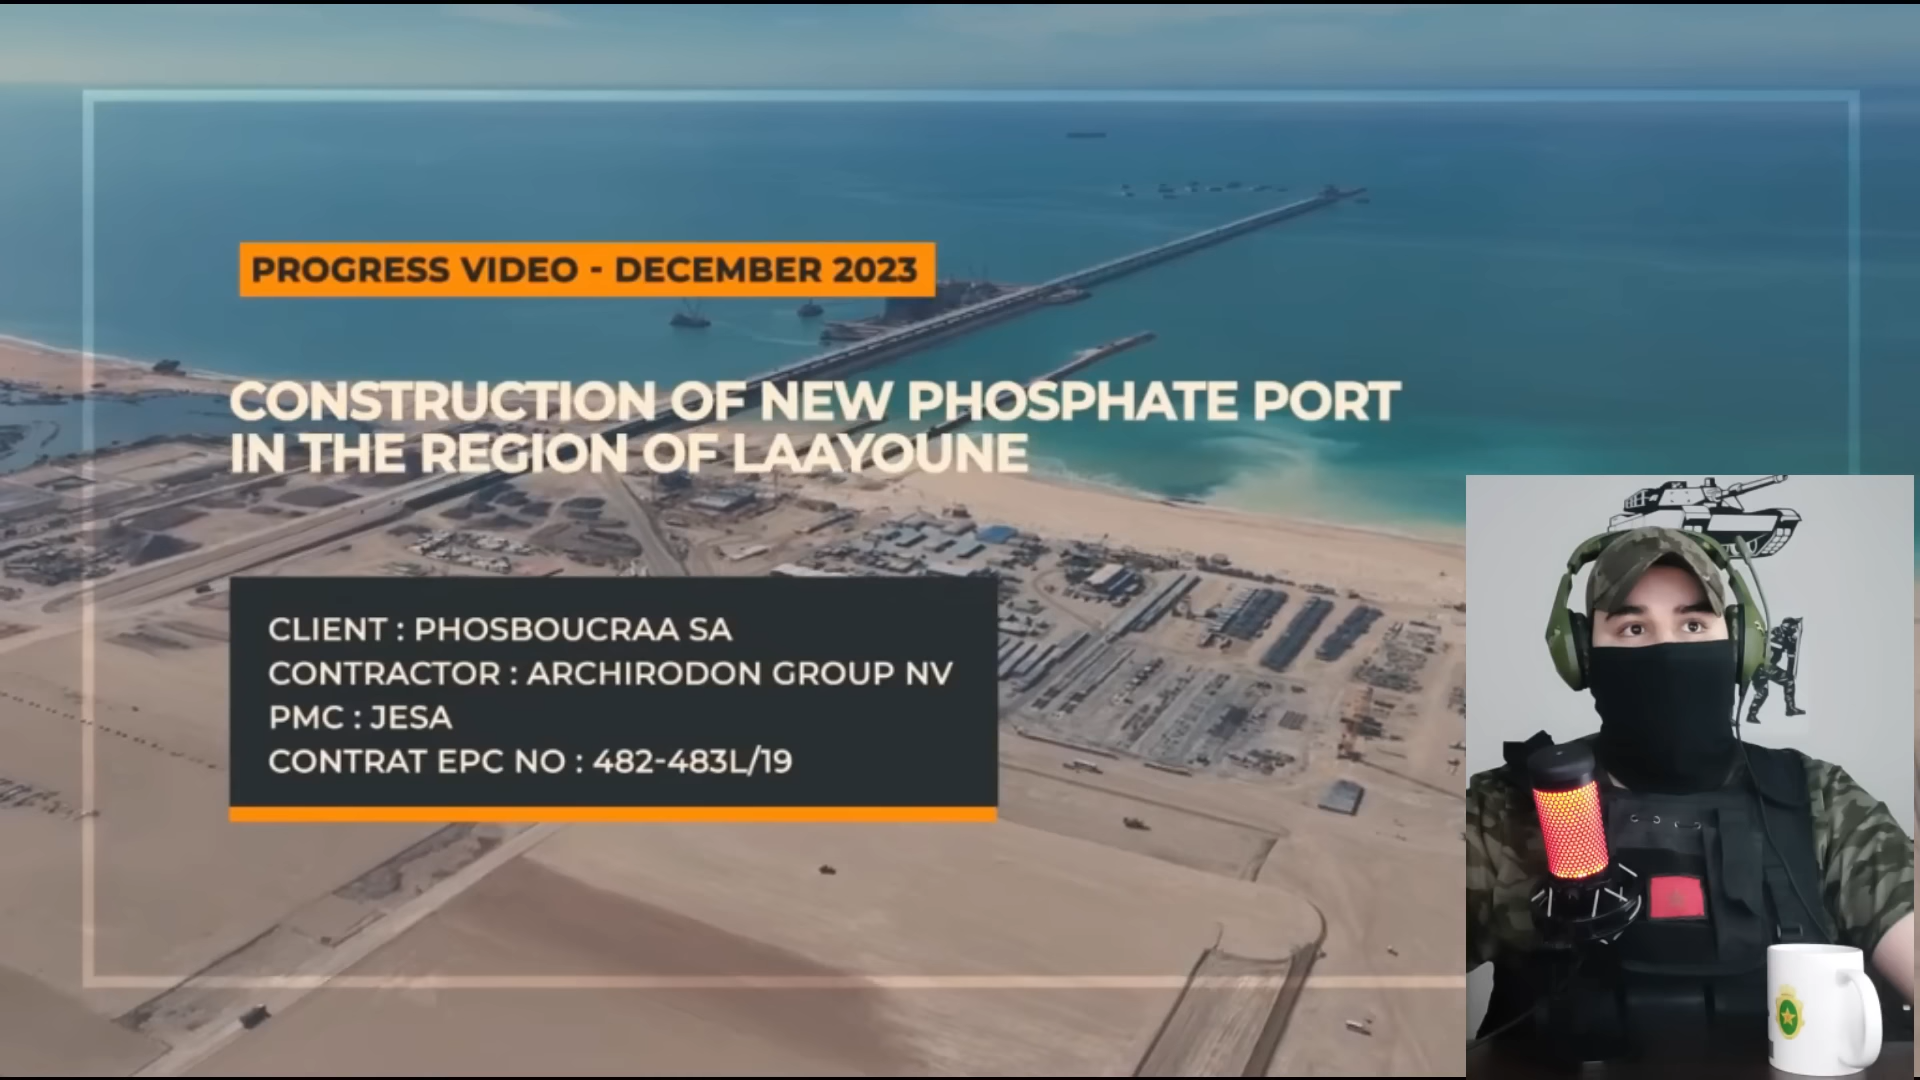 PROGRESS VIDEO - DECEMBER 2023
CONSTRUCTION OF NEW PHOSPHATE PORT
IN THE REGION OF LAAYOUNE
CLIENT : PHOSBOUCRAA SA
CONTRACTOR : ARCHIRODON GROUP NV
PMC : JESA
CONTRAT EPC NO : 482-483L/19